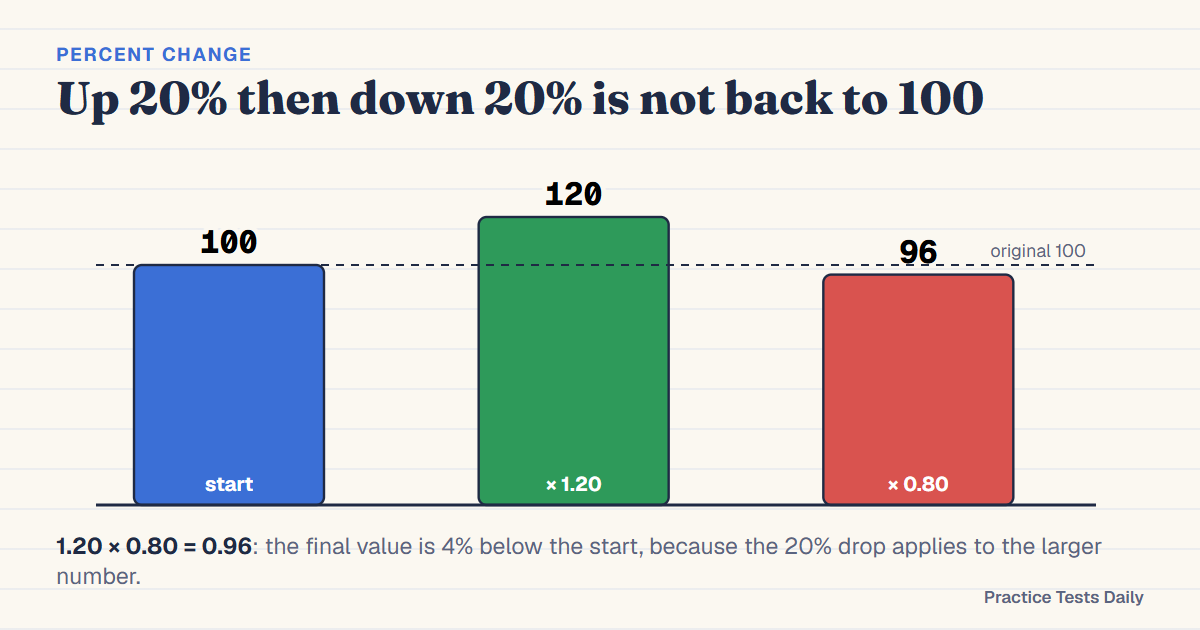 PERCENT CHANGE
Up 20% then down 20% is not back to 100
120
100
96
original 100
start
× 1.20
× 0.80
1.20 × 0.80 = 0.96: the final value is 4% below the start, because the 20% drop applies to the larger
number.
Practice Tests Daily